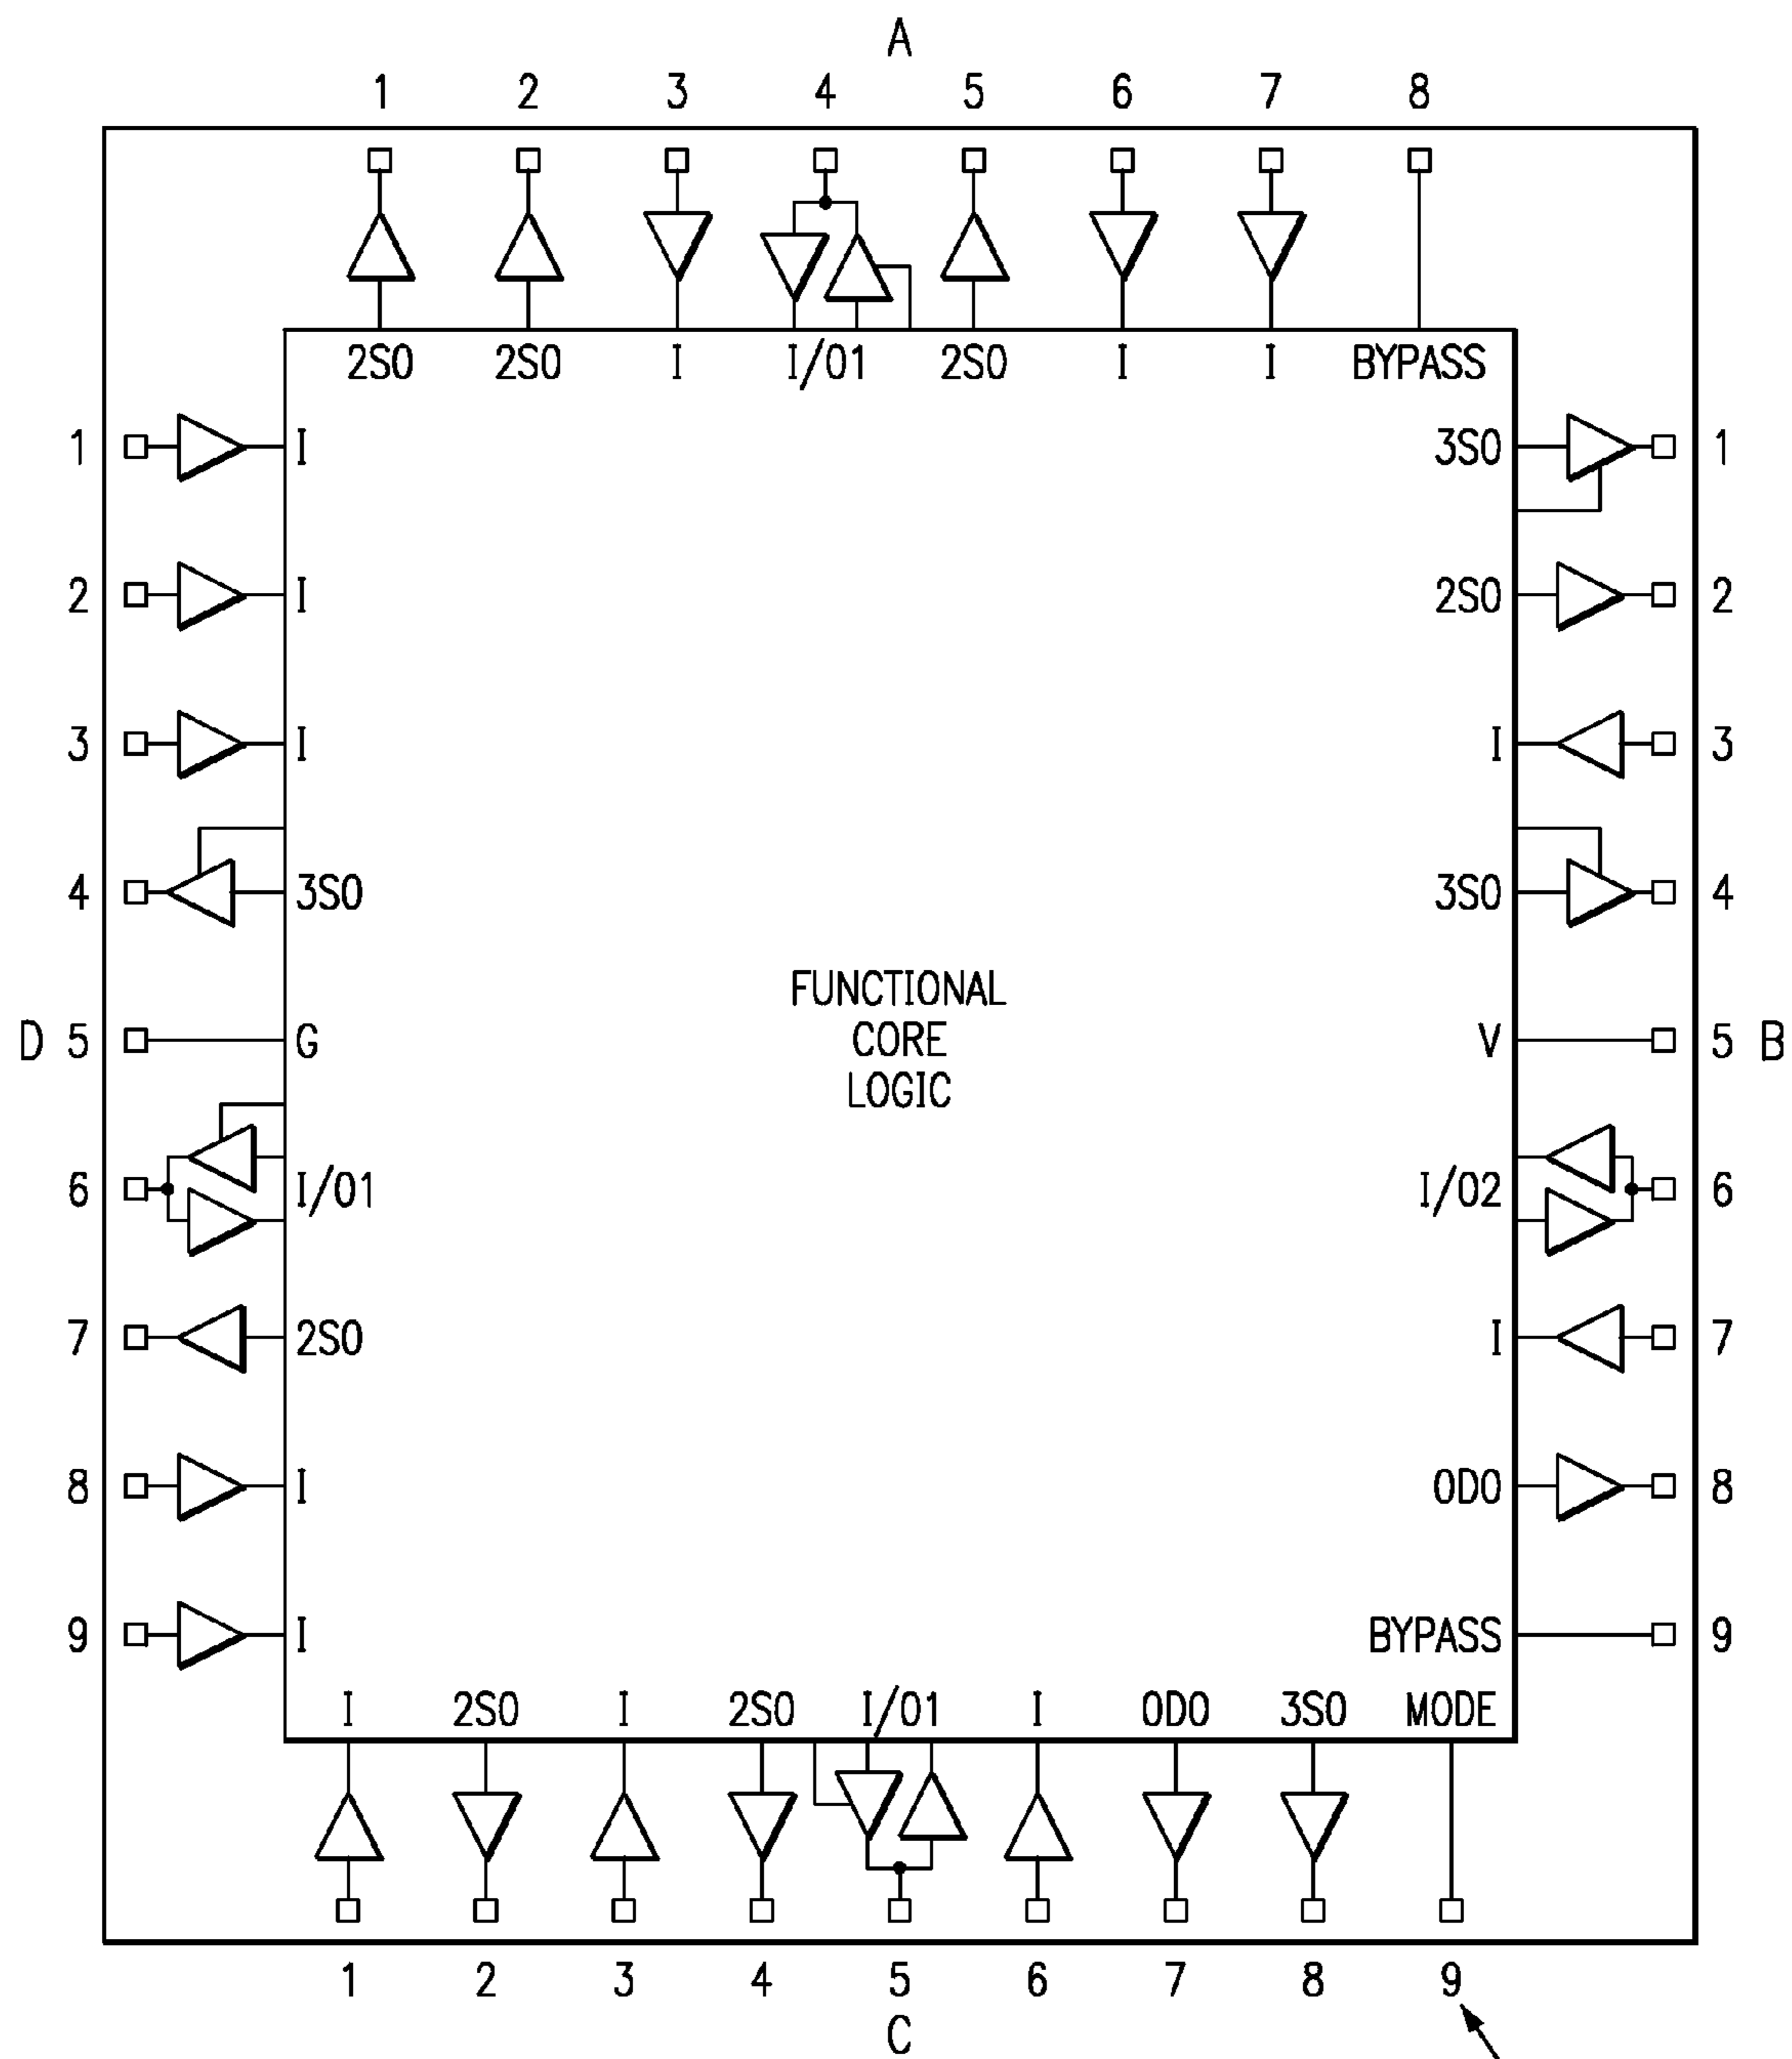 A
1 2 3 4 5 6 7 8
2SO 2SO I I/O1 2SO I I BYPASS
1 I 3SO 1
2 I 2SO 2
3 I I 3
4 3SO 3SO 4
FUNCTIONAL
D 5 G CORE V 5 B
LOGIC
6 I/O1 I/O2 6
7 2SO I 7
8 I ODO 8
9 I BYPASS 9
I 2SO I 2SO I/O1 I ODO 3SO MODE
1 2 3 4 5 6 7 8 9
C